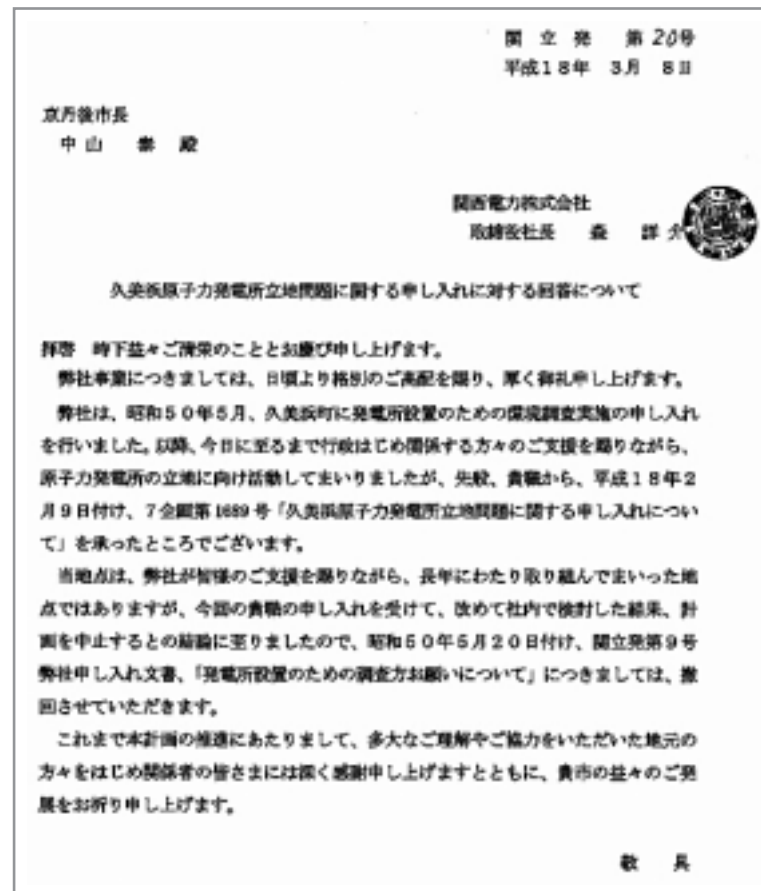 関 立 発　第20号
平成18年　3月　8日
京丹後市長
中 山　泰　殿
関西電力株式会社
取締役社長　森　詳 介
久美浜原子力発電所立地問題に関する申し入れに対する回答について
拝啓　時下益々ご清栄のこととお慶び申し上げます。
弊社事業につきましては、日頃より格別のご高配を賜り、厚く御礼申し上げます。
弊社は、昭和50年5月、久美浜町に発電所設置のための環境調査実施の申し入れ
を行いました。以降、今日に至るまで行政はじめ関係する方々のご支援を賜りながら、
原子力発電所の立地に向け活動してまいりましたが、先般、貴職から、平成18年2
月9日付け、7企画第1689号「久美浜原子力発電所立地問題に関する申し入れについ
て」を承ったところでございます。
当地点は、弊社が皆様のご支援を賜りながら、長年にわたり取り組んでまいった地
点ではありますが、今回の貴職の申し入れを受けて、改めて社内で検討した結果、計
画を中止するとの結論に至りましたので、昭和50年5月20日付け、関立発第9号
弊社申し入れ文書、「発電所設置のための調査方お願いについて」につきましては、撤
回させていただきます。
これまで本計画の推進にあたりまして、多大なご理解やご協力をいただいた地元の
方々をはじめ関係者の皆さまには深く感謝申し上げますとともに、貴市の益々のご発
展をお祈り申し上げます。
敬　具